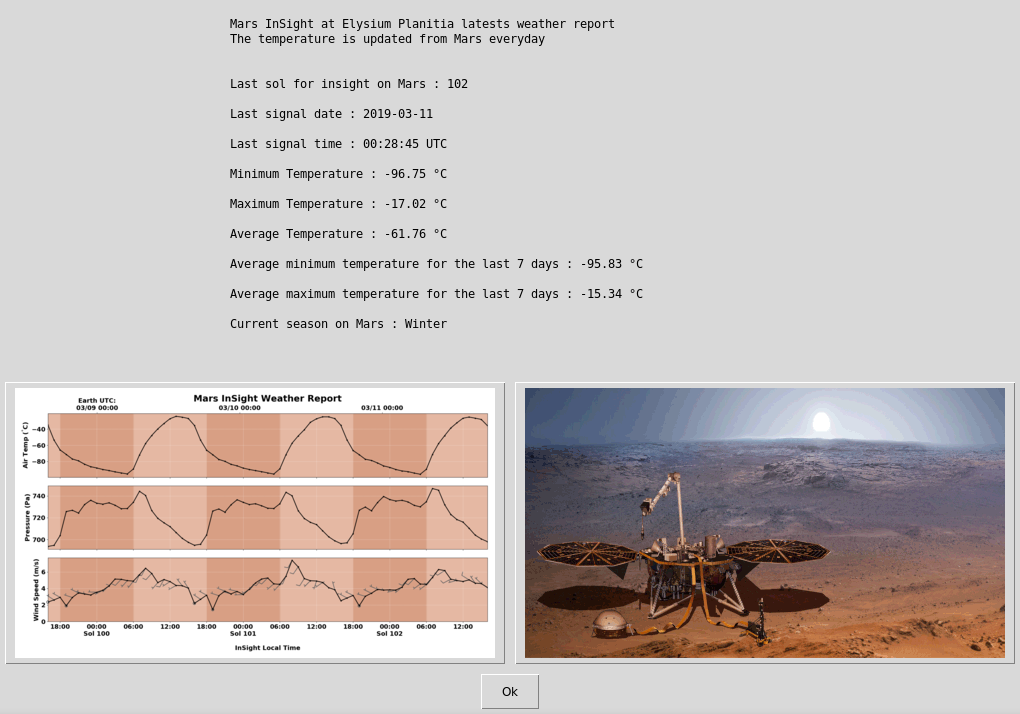 Mars InSight at Elysium Planitia latests weather report
The temperature is updated from Mars everyday
Last sol for insight on Mars : 102
Last signal date : 2019-03-11
Last signal time : 00:28:45 UTC
Minimum Temperature : -96.75 °C
Maximum Temperature : -17.02 °C
Average Temperature : -61.76 °C
Average minimum temperature for the last 7 days : -95.83 °C
Average maximum temperature for the last 7 days : -15.34 °C
Current season on Mars : Winter
Mars InSight Weather Report
Earth UTC:
03/09 00:00 03/10 00:00 03/11 00:00
Air Temp (°C)
−40
−60
−80
Pressure (Pa)
740
720
700
Wind Speed (m/s)
6
4
2
0
18:00 00:00 06:00 12:00 18:00 00:00 06:00 12:00 18:00 00:00 06:00 12:00
Sol 100 Sol 101 Sol 102
InSight Local Time
Ok